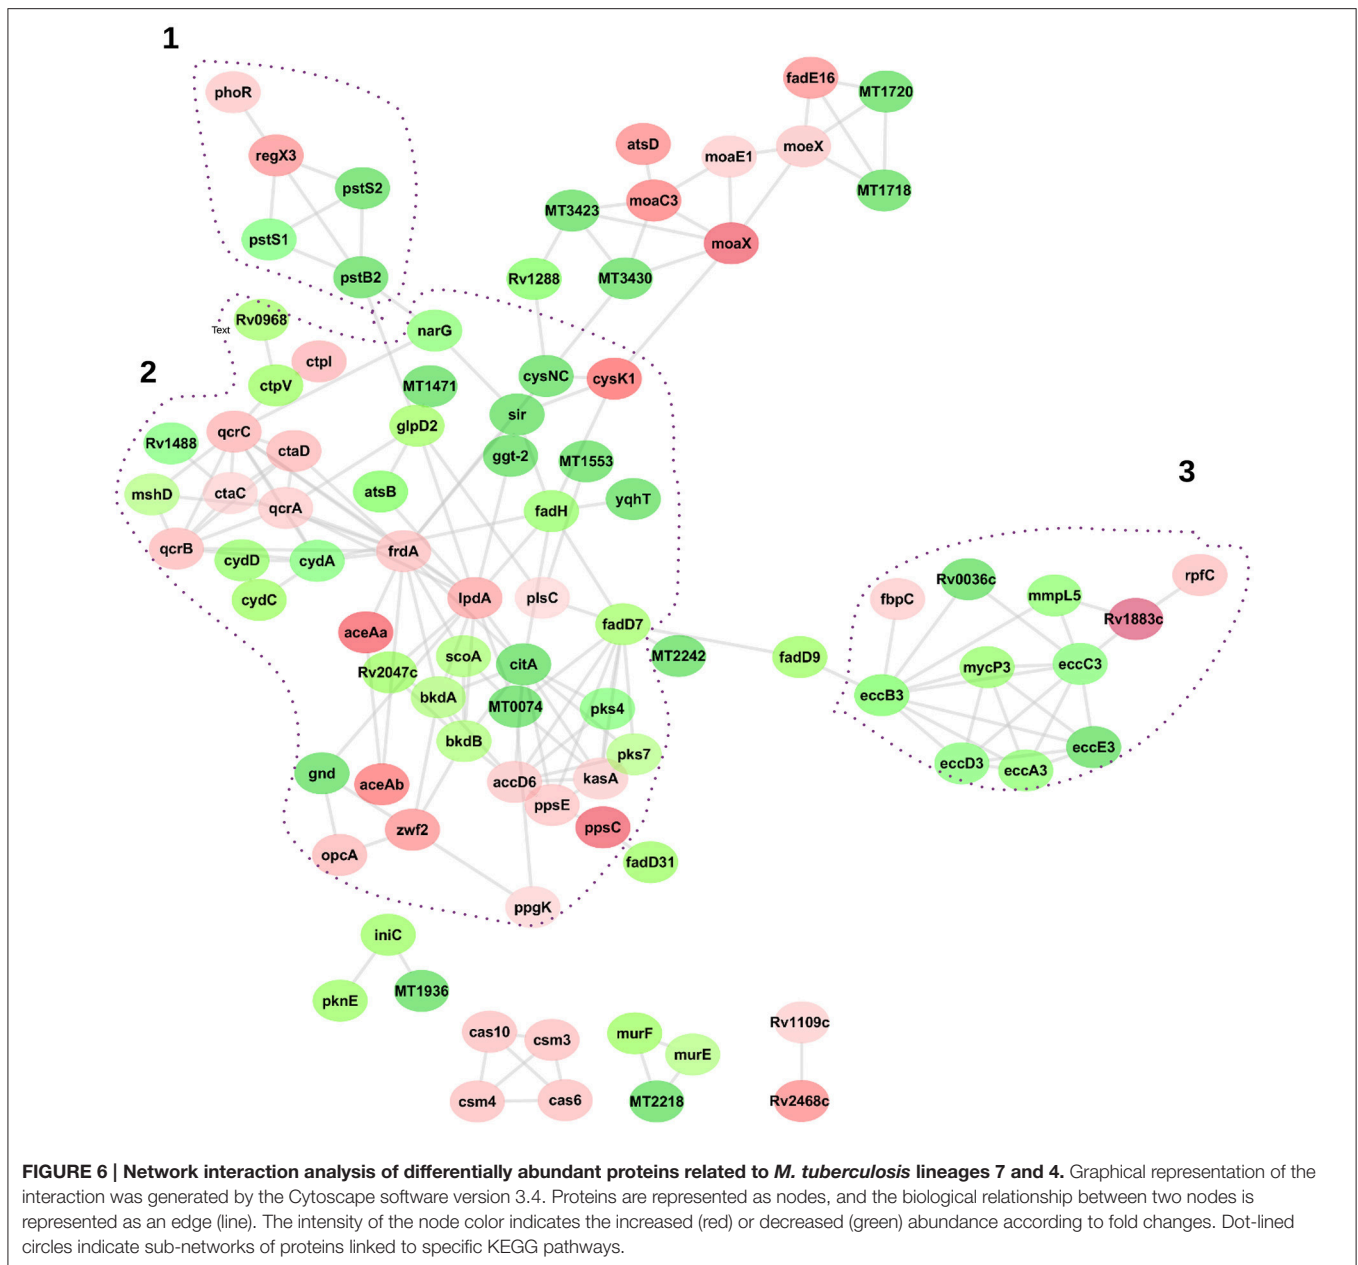 1
phoR
fadE16
MT1720
regX3
atsD
moaE1
moeX
pstS2
MT1718
MT3423
moaC3
pstS1
moaX
pstB2
Rv1288
MT3430
Rv0968
Text
narG
ctpI
2
ctpV
MT1471
cysNC
cysK1
sir
glpD2
qcrC
Rv1488
ctaD
ggt-2
MT1553
3
mshD
ctaC
qcrA
atsB
fadH
yqhT
qcrB
cydD
cydA
frdA
Rv0036c
rpfC
cydC
lpdA
plsC
fbpC
mmpL5
Rv1883c
aceAa
fadD7
scoA
citA
MT2242
fadD9
mycP3
eccC3
Rv2047c
bkdA
MT0074
pks4
eccB3
bkdB
pks7
eccE3
gnd
aceAb
accD6
kasA
eccD3
eccA3
ppsE
zwf2
ppsC
opcA
fadD31
ppgK
iniC
pknE
MT1936
cas10
csm3
murF
murE
Rv1109c
csm4
cas6
MT2218
Rv2468c
FIGURE 6 | Network interaction analysis of differentially abundant proteins related to M. tuberculosis lineages 7 and 4. Graphical representation of the
interaction was generated by the Cytoscape software version 3.4. Proteins are represented as nodes, and the biological relationship between two nodes is
represented as an edge (line). The intensity of the node color indicates the increased (red) or decreased (green) abundance according to fold changes. Dot-lined
circles indicate sub-networks of proteins linked to specific KEGG pathways.